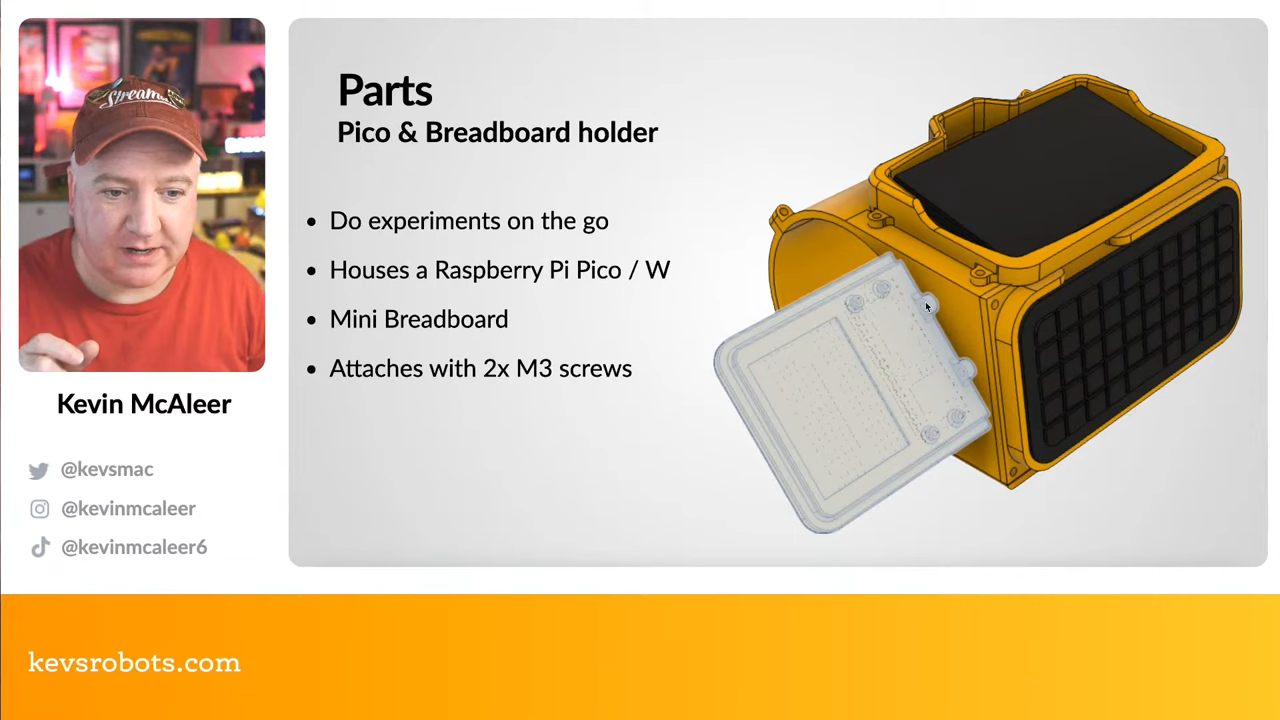 Stream
Kevin McAleer
@kevsmac
@kevinmcaleer
@kevinmcaleer6
Parts
Pico & Breadboard holder
• Do experiments on the go
• Houses a Raspberry Pi Pico / W
• Mini Breadboard
• Attaches with 2x M3 screws
kevsrobots.com